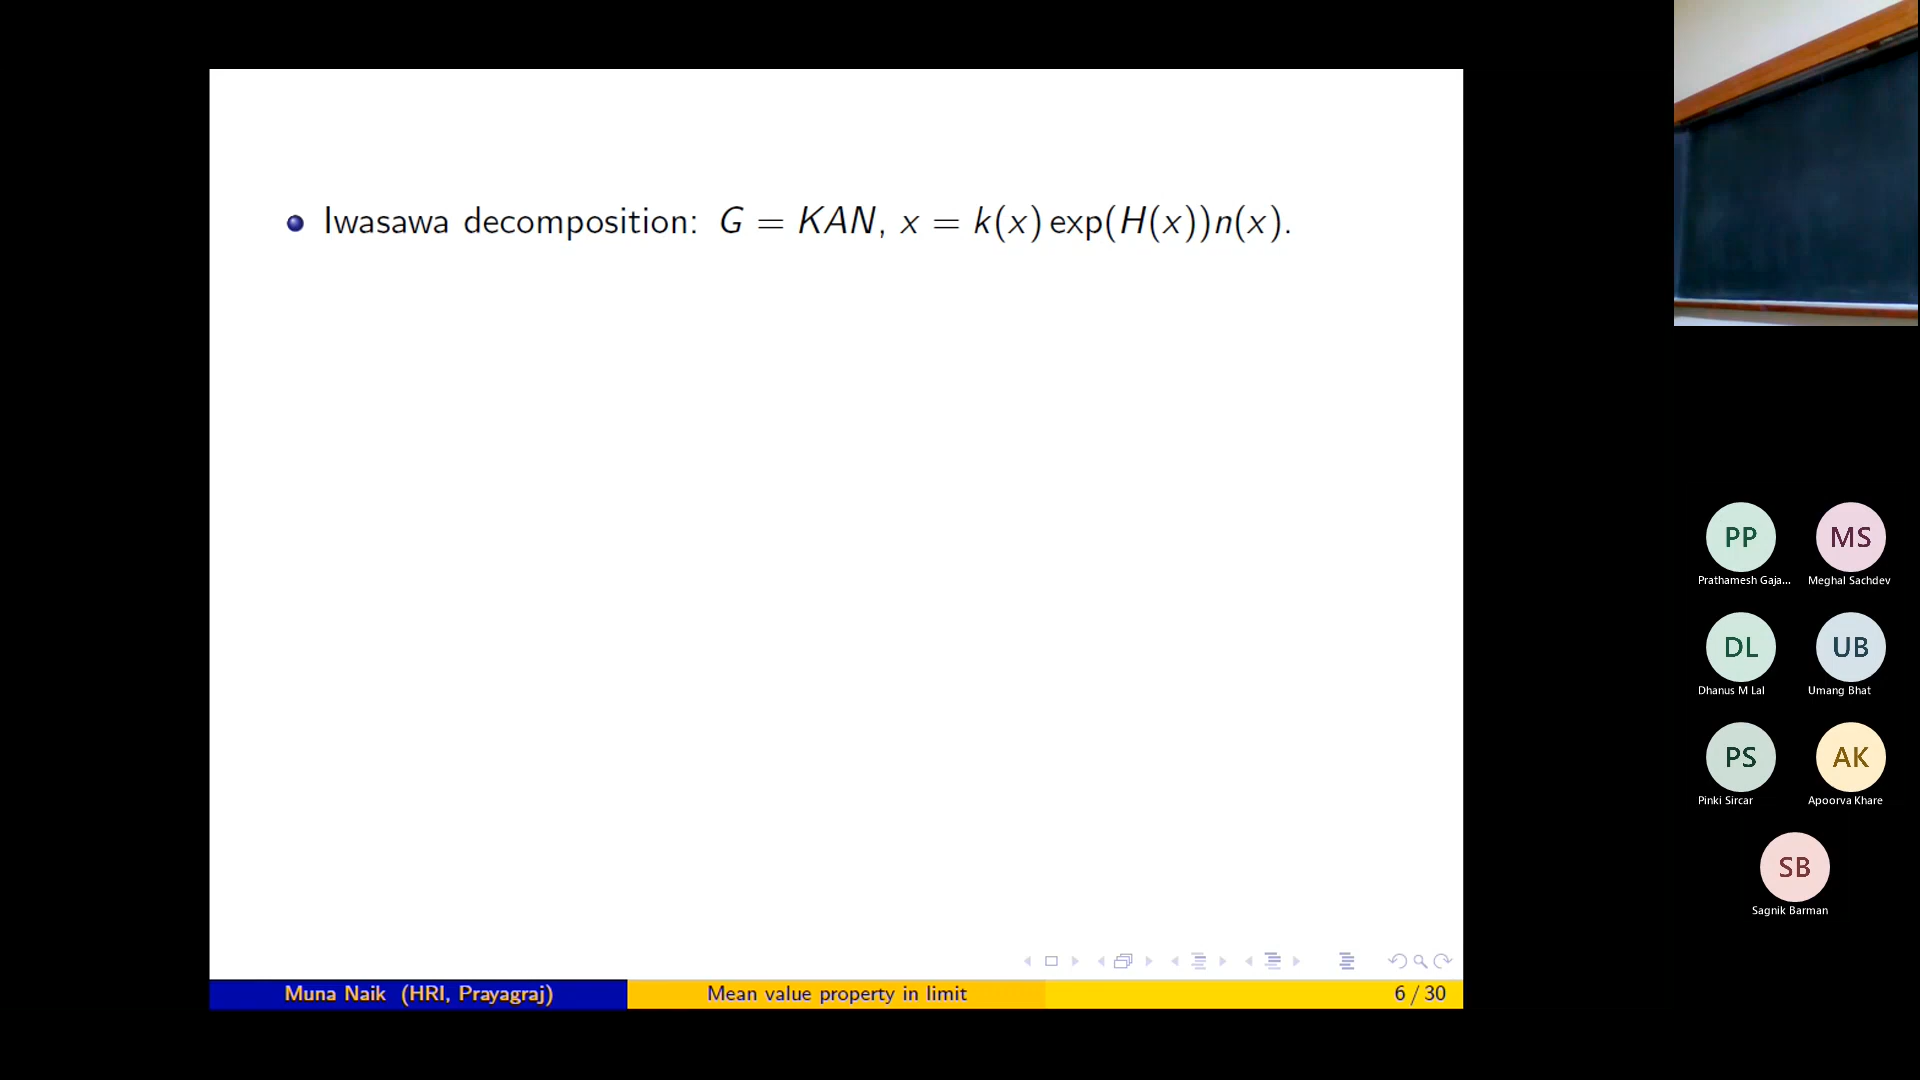 Iwasawa decomposition: G = KAN, x = k(x) exp(H(x))n(x).
Muna Naik (HRI, Prayagraj)
Mean value property in limit
6 / 30
PP
Prathamesh Gaja...
MS
Meghal Sachdev
DL
Dhanus M Lal
UB
Umang Bhat
PS
Pinki Sircar
AK
Apoorva Khare
SB
Sagnik Barman